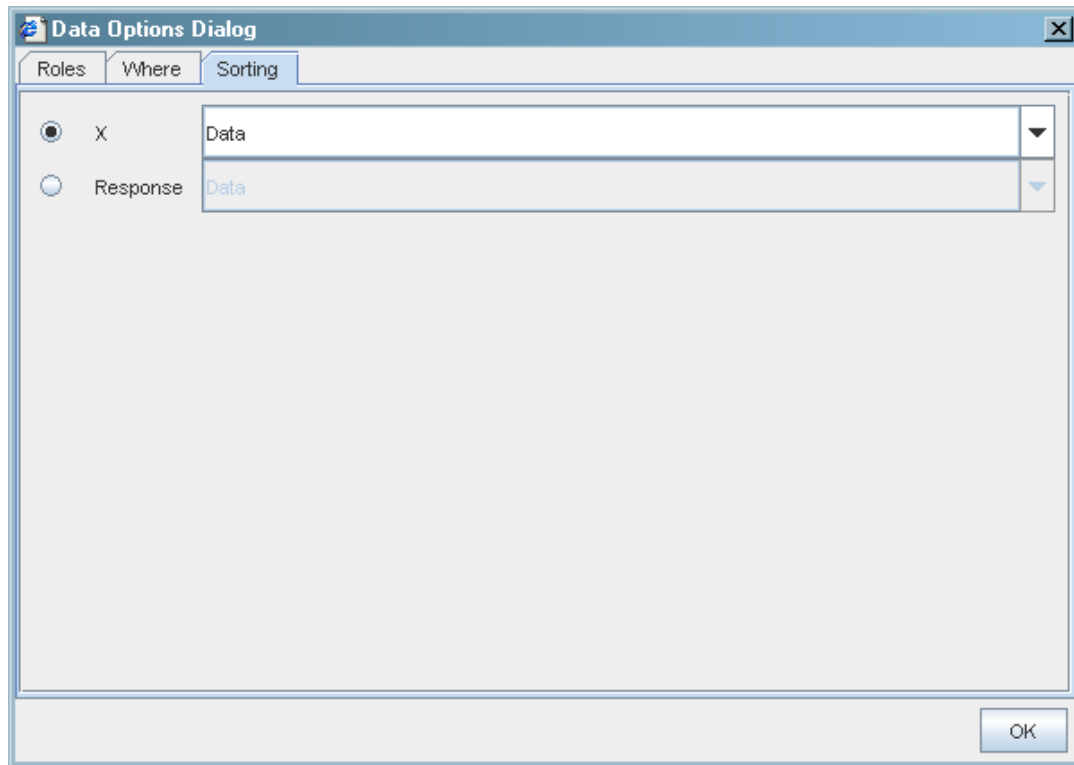 Data Options Dialog
Roles Where Sorting
X Data
Response Data
OK